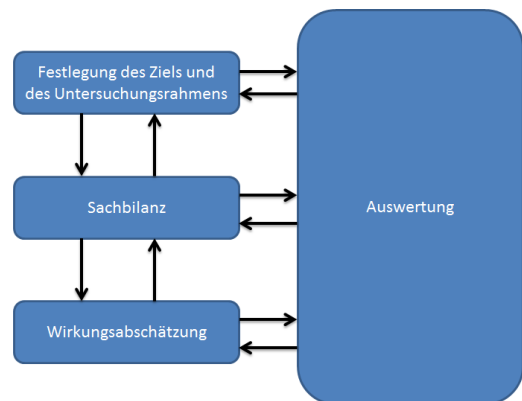 Festlegung des Ziels und
des Untersuchungsrahmens
Sachbilanz
Auswertung
Wirkungsabschätzung